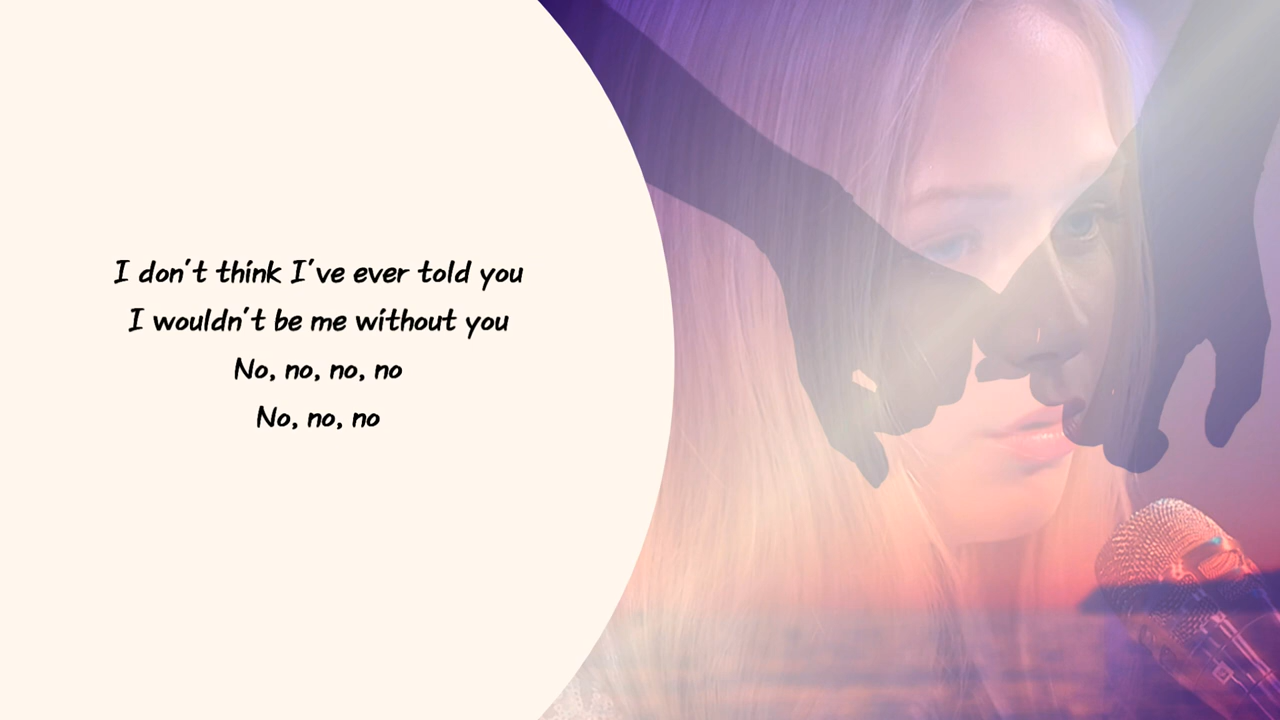 I don't think I've ever told you
I wouldn't be me without you
No, no, no, no
No, no, no